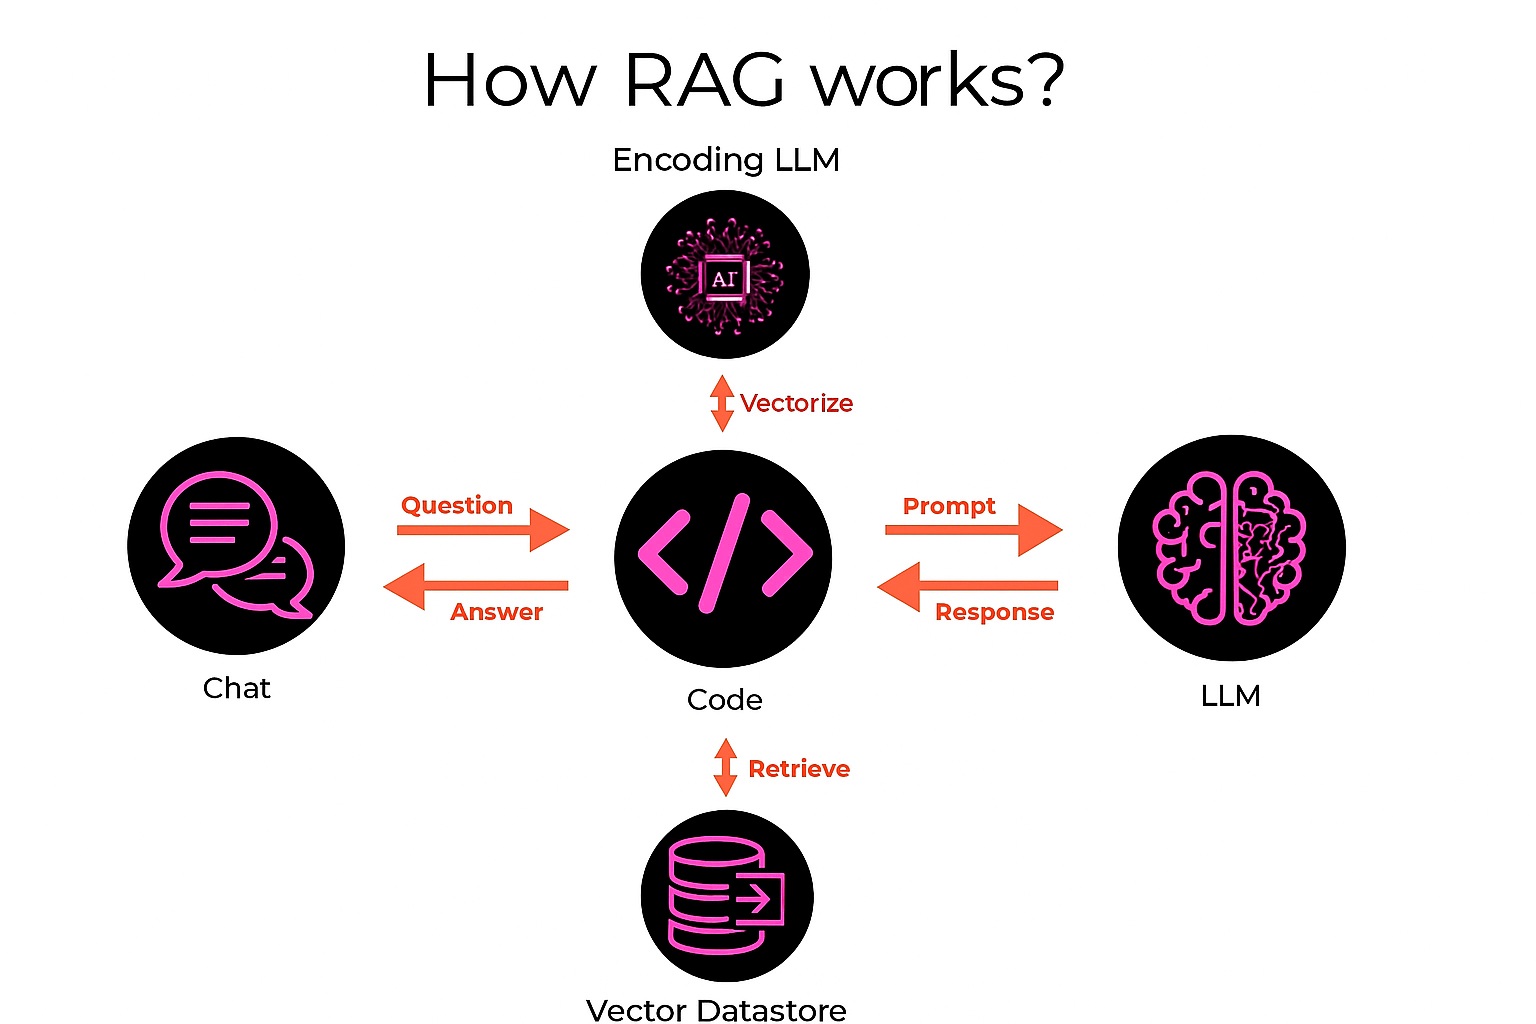 How RAG works?
Encoding LLM
AI
Vectorize
Question
Prompt
Answer
Response
Chat
Code
LLM
Retrieve
Vector Datastore